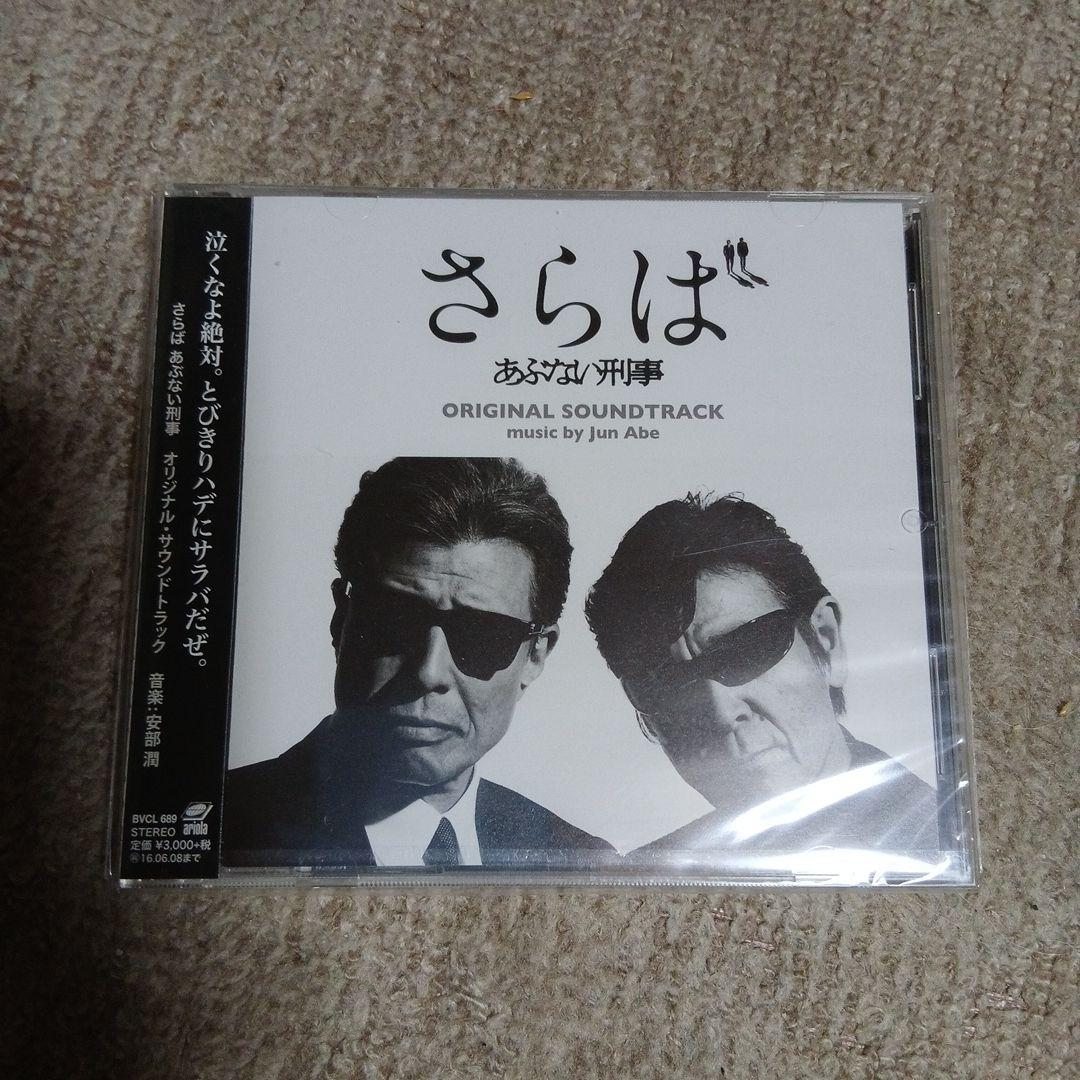 さらば
あぶない刑事
ORIGINAL SOUNDTRACK
music by Jun Abe
泣くなよ絶対。とびきりハデにサラバだぜ。
さらば あぶない刑事 オリジナル・サウンドトラック 音楽:安部 潤
BVCL 689
STEREO
ariola
定価 ¥3,000+税
㋐16.06.08まで